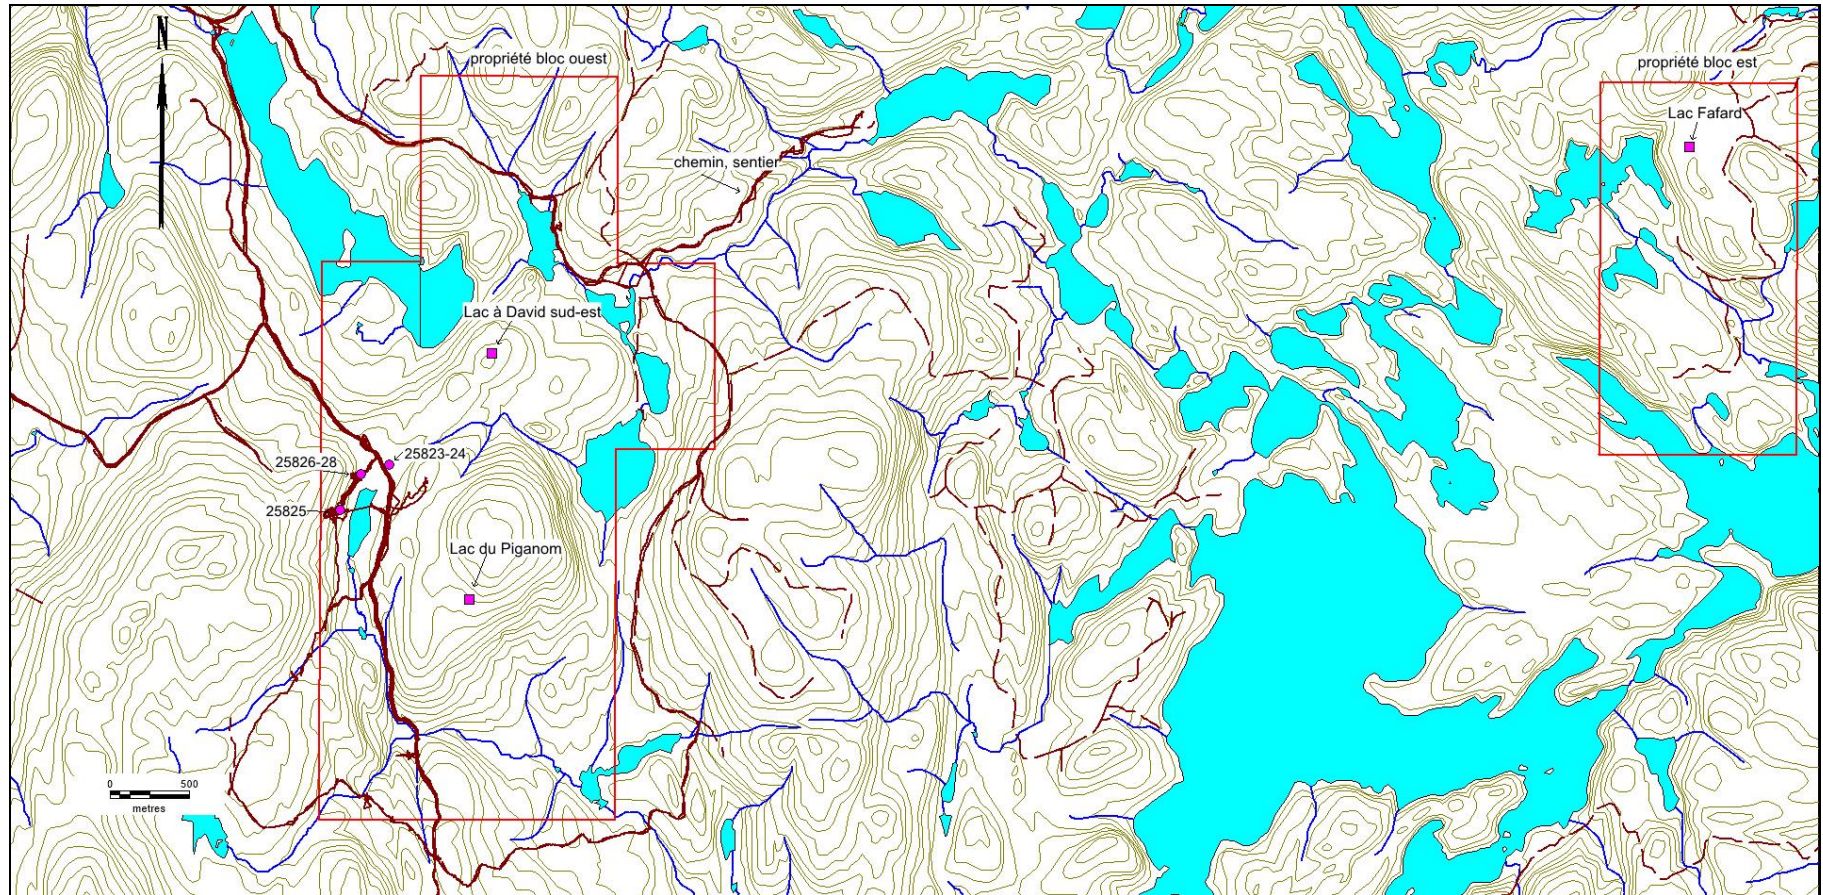 N
propriété bloc ouest
propriété bloc est
Lac Fafard
chemin, sentier
Lac à David sud-est
25826-28
25823-24
25825
Lac du Piganom
0 500
metres